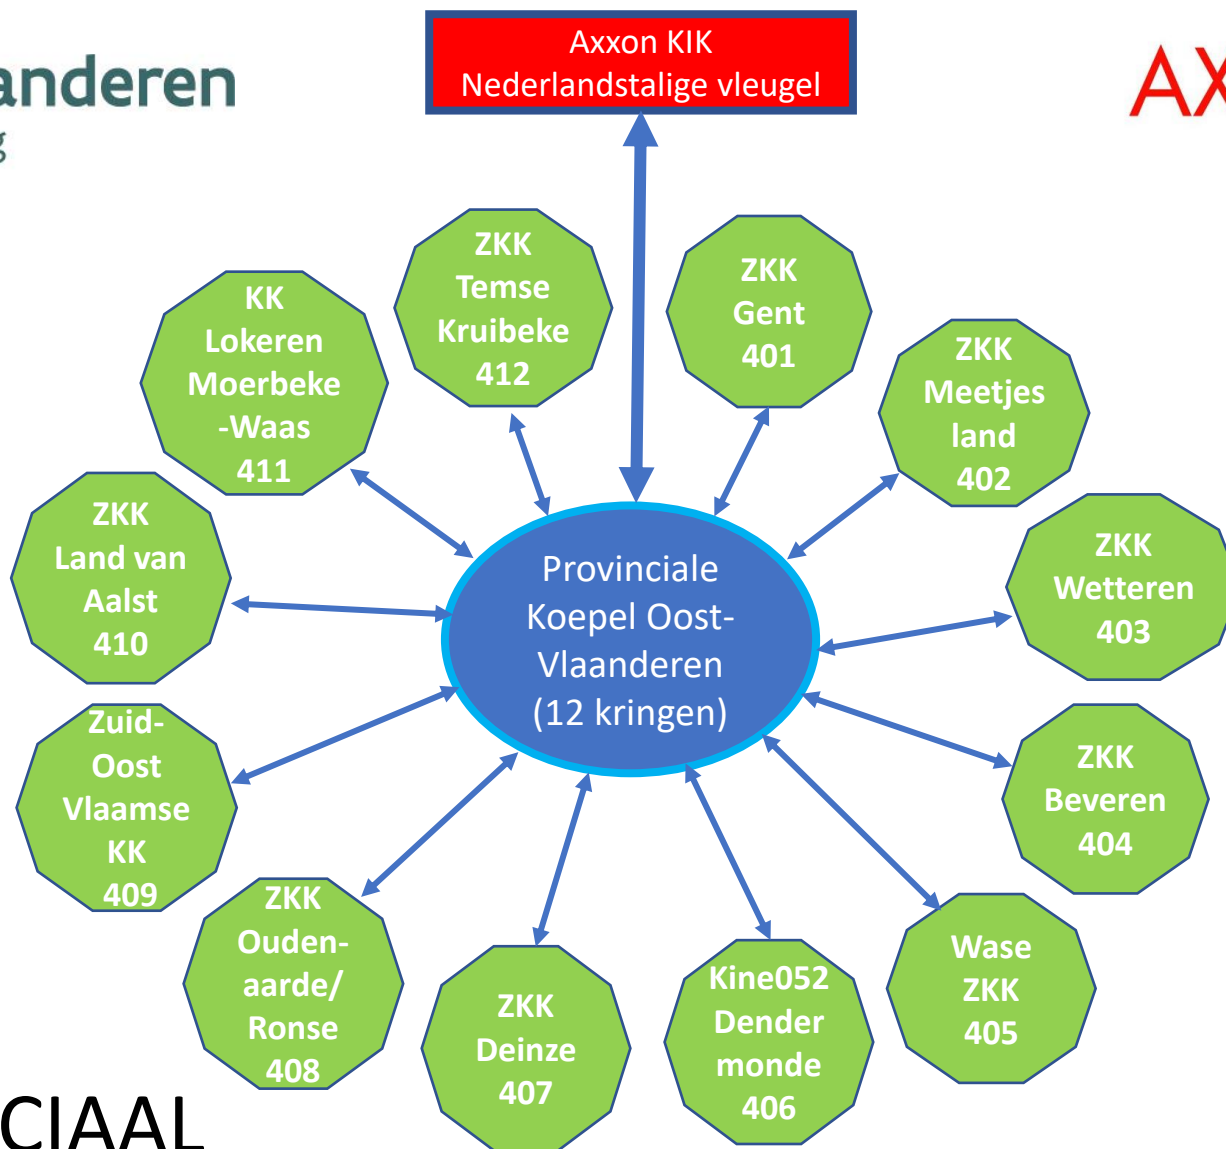 Axxon KIK
Nederlandstalige vleugel
anderen
g
AX
ZKK
Temse
Kruibeke
412
ZKK
Gent
401
KK
Lokeren
Moerbeke
-Waas
411
ZKK
Meetjes
land
402
ZKK
Land van
Aalst
410
ZKK
Wetteren
403
Provinciale
Koepel Oost-
Vlaanderen
(12 kringen)
Zuid-
Oost
Vlaamse
KK
409
ZKK
Beveren
404
ZKK
Ouden-
aarde/
Ronse
408
ZKK
Deinze
407
Kine052
Dender
monde
406
Wase
ZKK
405
CIAAL